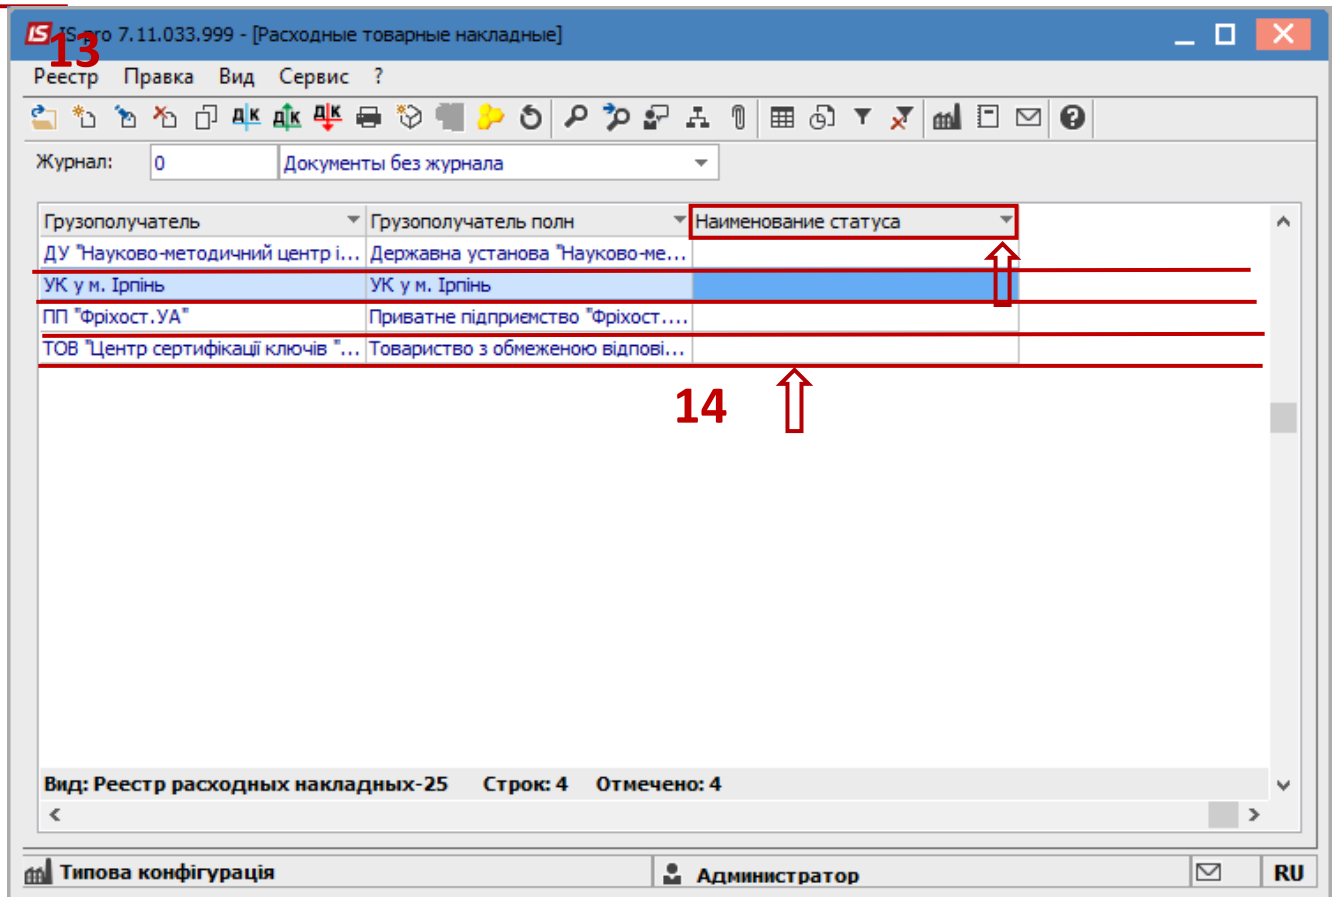 IS-pro 7.11.033.999 - [Расходные товарные накладные]
13
Реестр Правка Вид Сервис ?
Д К Д К Д К
Журнал: 0 Документы без журнала
Грузополучатель Грузополучатель полн Наименование статуса
ДУ "Науково-методичний центр і... Державна установа "Науково-ме...
УК у м. Ірпінь УК у м. Ірпінь
ПП "Фріхост.УА" Приватне підприємство "Фріхост....
ТОВ "Центр сертифікації ключів "... Товариство з обмеженою відпові...
14
Вид: Реестр расходных накладных-25 Строк: 4 Отмечено: 4
Типова конфігурація Администратор RU